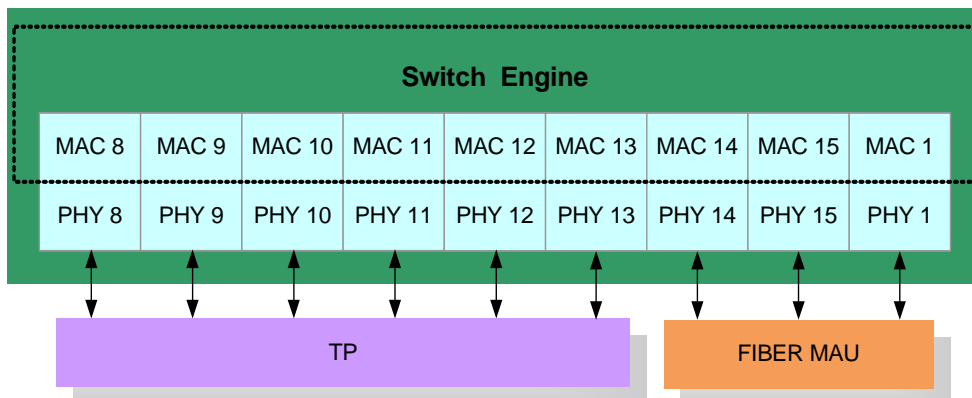 Switch Engine
MAC 8 MAC 9 MAC 10 MAC 11 MAC 12 MAC 13 MAC 14 MAC 15 MAC 1
PHY 8 PHY 9 PHY 10 PHY 11 PHY 12 PHY 13 PHY 14 PHY 15 PHY 1
TP FIBER MAU